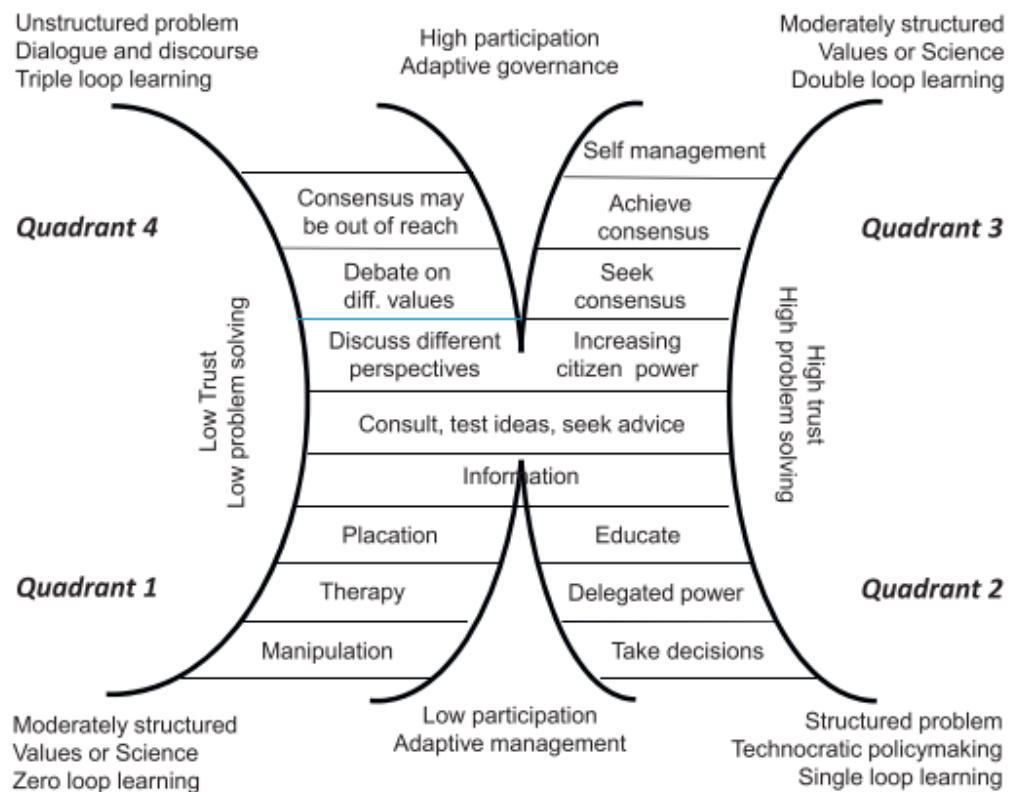 Unstructured problem
Dialogue and discourse
Triple loop learning
High participation
Adaptive governance
Moderately structured
Values or Science
Double loop learning
Quadrant 4
Quadrant 3
Self management
Consensus may
be out of reach
Achieve
consensus
Debate on
diff. values
Seek
consensus
Discuss different
perspectives
Increasing
citizen power
Low Trust
Low problem solving
High trust
High problem solving
Consult, test ideas, seek advice
Information
Placation
Educate
Quadrant 1
Therapy
Delegated power
Quadrant 2
Manipulation
Take decisions
Moderately structured
Values or Science
Zero loop learning
Low participation
Adaptive management
Structured problem
Technocratic policymaking
Single loop learning